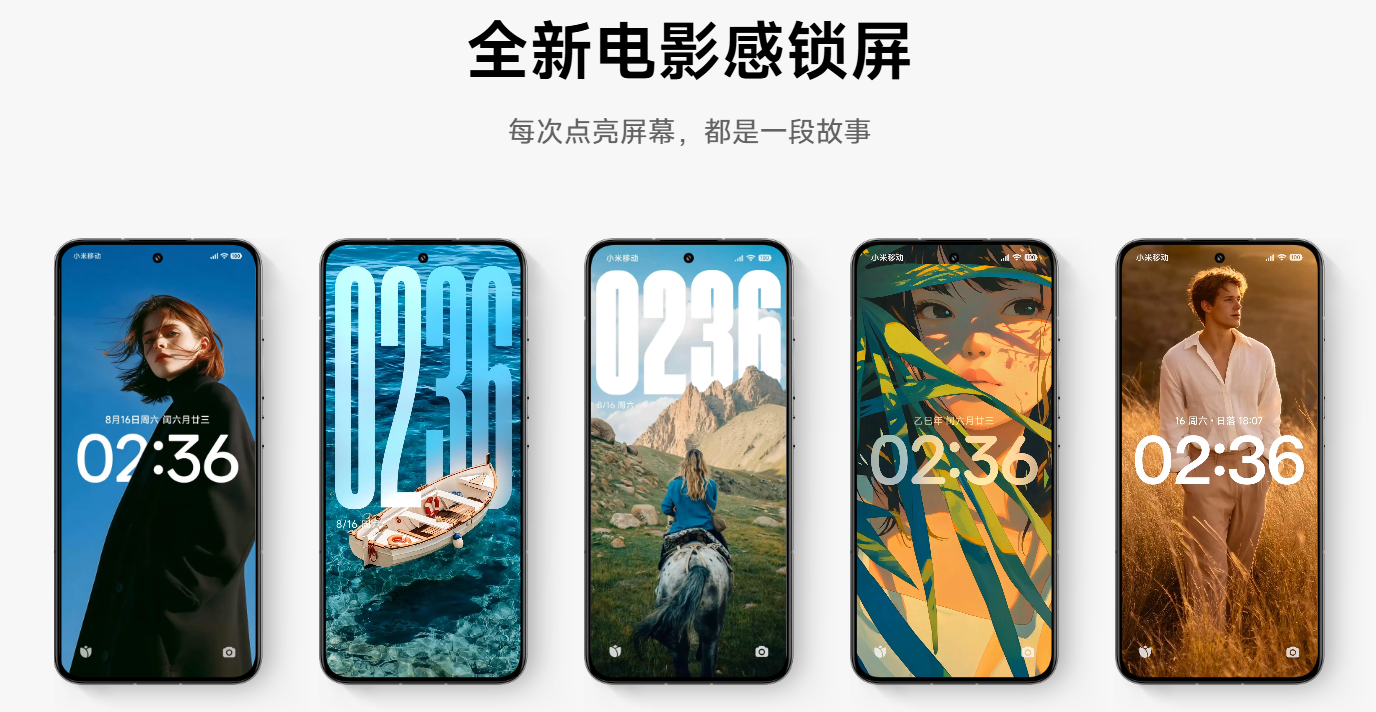 全新电影感锁屏
每次点亮屏幕，都是一段故事
小米移动
100
8月16日周六 闰六月廿三
02:36
0236
8/16 周六
小米移动
100
0236
8/16 周六
小米移动
100
乙巳年 闰六月廿三
02:36
小米移动
100
16 周六·日落 18:07
02:36